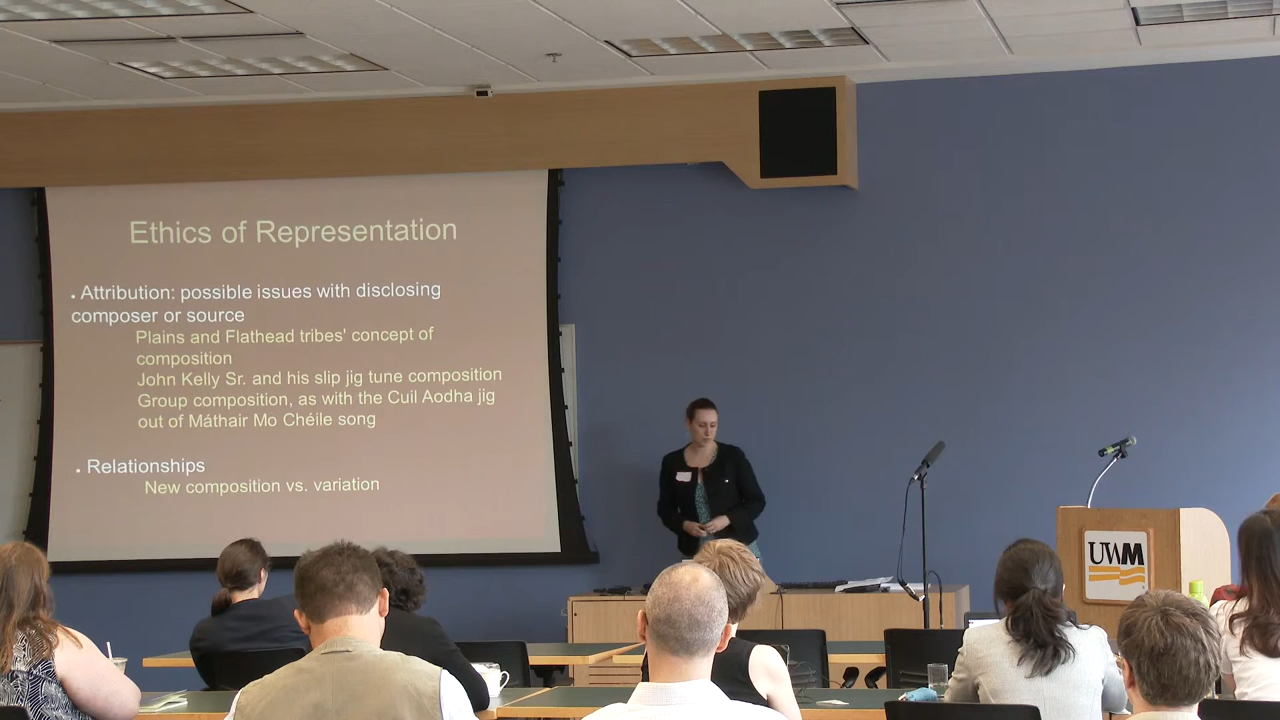 Ethics of Representation
• Attribution: possible issues with disclosing
composer or source
Plains and Flathead tribes' concept of
composition
John Kelly Sr. and his slip jig tune composition
Group composition, as with the Cuil Aodha jig
out of Máthair Mo Chéile song
• Relationships
New composition vs. variation
UWM